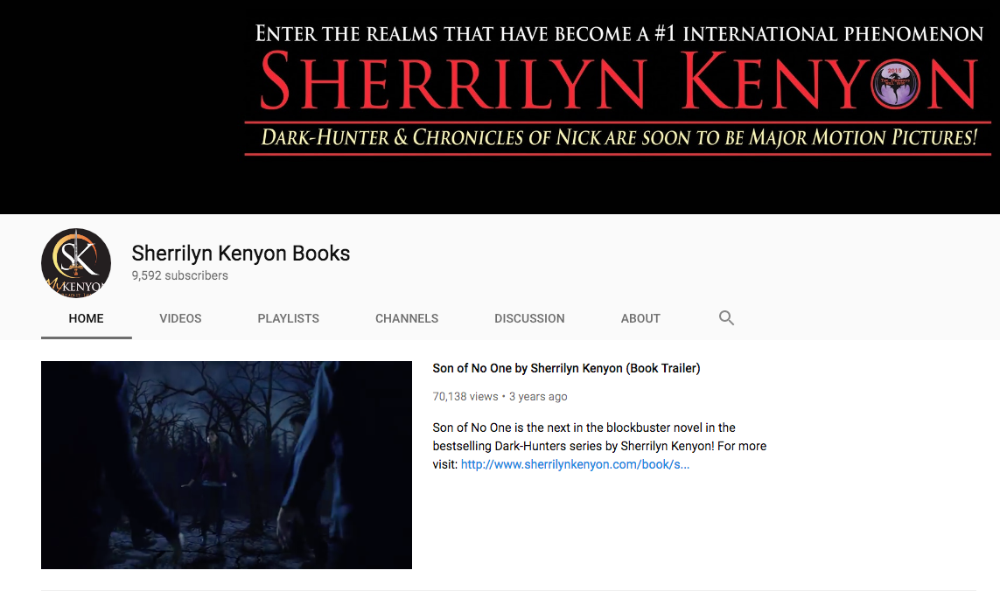 ENTER THE REALMS THAT HAVE BECOME A #1 INTERNATIONAL PHENOMENON
SHERRILYN KENYON
2015
DARK-HUNTER & CHRONICLES OF NICK ARE SOON TO BE MAJOR MOTION PICTURES!
SK
MyKENYO
Sherrilyn Kenyon Books
9,592 subscribers
HOME VIDEOS PLAYLISTS CHANNELS DISCUSSION ABOUT
Son of No One by Sherrilyn Kenyon (Book Trailer)
70,138 views • 3 years ago
Son of No One is the next in the blockbuster novel in the
bestselling Dark-Hunters series by Sherrilyn Kenyon! For more
visit: http://www.sherrilynkenyon.com/book/s...